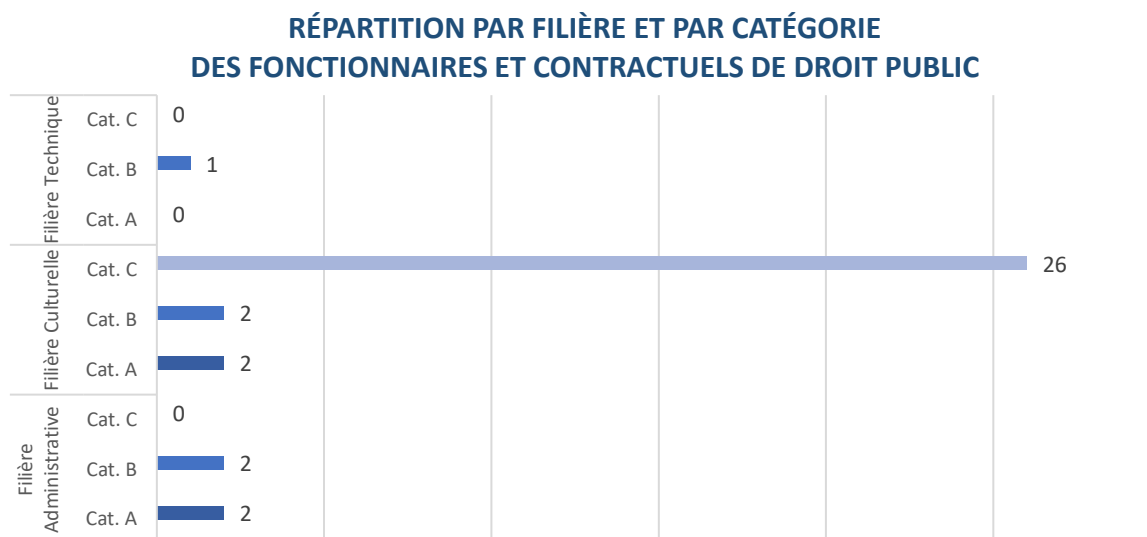 RÉPARTITION PAR FILIÈRE ET PAR CATÉGORIE
DES FONCTIONNAIRES ET CONTRACTUELS DE DROIT PUBLIC
Filière Technique
Cat. C 0
Cat. B 1
Cat. A 0
Filière Culturelle
Cat. C 26
Cat. B 2
Cat. A 2
Filière
Administrative
Cat. C 0
Cat. B 2
Cat. A 2